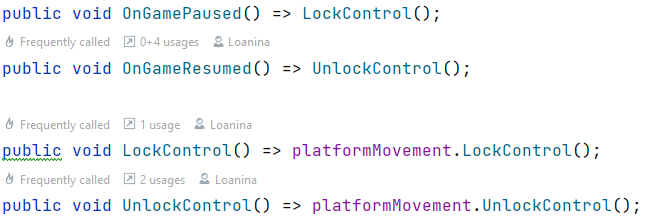 public void OnGamePaused() => LockControl();
Frequently called 0+4 usages Loanina
public void OnGameResumed() => UnlockControl();
Frequently called 1 usage Loanina
public void LockControl() => platformMovement.LockControl();
Frequently called 2 usages Loanina
public void UnlockControl() => platformMovement.UnlockControl();